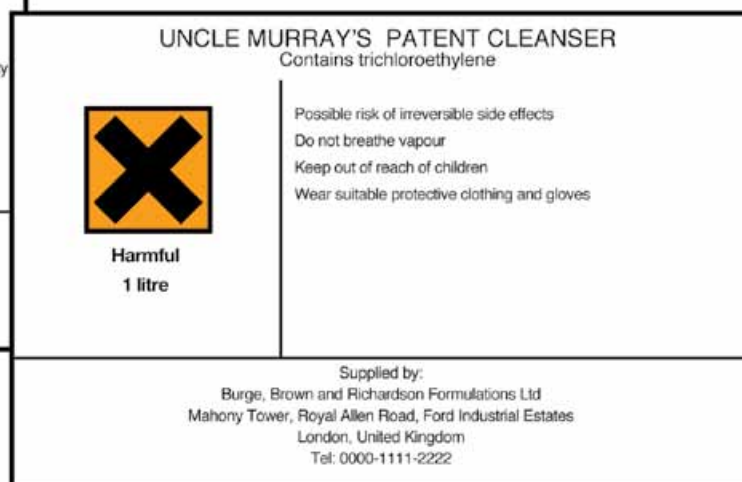 UNCLE MURRAY'S PATENT CLEANSER
Contains trichloroethylene
Possible risk of irreversible side effects
Do not breathe vapour
Keep out of reach of children
Wear suitable protective clothing and gloves
Harmful
1 litre
Supplied by:
Burge, Brown and Richardson Formulations Ltd
Mahony Tower, Royal Allen Road, Ford Industrial Estates
London, United Kingdom
Tel: 0000-1111-2222